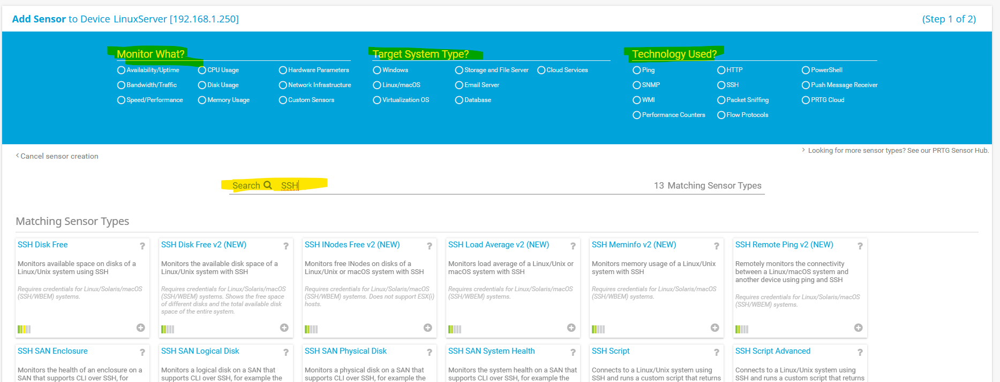 Add Sensor to Device LinuxServer [192.168.1.250]
(Step 1 of 2)
Monitor What?
Availability/Uptime
CPU Usage
Hardware Parameters
Bandwidth/Traffic
Disk Usage
Network Infrastructure
Speed/Performance
Memory Usage
Custom Sensors
Target System Type?
Windows
Storage and File Server
Cloud Services
Linux/macOS
Email Server
Virtualization OS
Database
Technology Used?
Ping
HTTP
PowerShell
SNMP
SSH
Push Message Receiver
WMI
Packet Sniffing
PRTG Cloud
Performance Counters
Flow Protocols
Cancel sensor creation
Looking for more sensor types? See our PRTG Sensor Hub.
Search SSH
13 Matching Sensor Types
Matching Sensor Types
SSH Disk Free
?
Monitors available space on disks of a
Linux/Unix system using SSH
Requires credentials for Linux/Solaris/macOS
(SSH/WBEM) systems.
SSH Disk Free v2 (NEW)
?
Monitors the available disk space of a
Linux/Unix system with SSH
Requires credentials for Linux/Solaris/macOS
(SSH/WBEM) systems. Shows the free space
of different disks and the total available disk
space of the entire system.
SSH INodes Free v2 (NEW)
?
Monitors free INodes on disks of a
Linux/Unix or macOS system with SSH
Requires credentials for Linux/Solaris/macOS
(SSH/WBEM) systems. Does not support ESX(i)
hosts.
SSH Load Average v2 (NEW)
?
Monitors load average of a Linux/Unix or
macOS system with SSH
Requires credentials for Linux/Solaris/macOS
(SSH/WBEM) systems.
SSH Meminfo v2 (NEW)
?
Monitors memory usage of a Linux/Unix
system with SSH
Requires credentials for Linux/Solaris/macOS
(SSH/WBEM) systems.
SSH Remote Ping v2 (NEW)
?
Remotely monitors the connectivity
between a Linux/macOS system and
another device using ping and SSH
Requires credentials for Linux/Solaris/macOS
(SSH/WBEM) systems.
SSH SAN Enclosure
?
Monitors the health of an enclosure on a
SAN that supports CLI over SSH, for
SSH SAN Logical Disk
?
Monitors a logical disk on a SAN that
supports CLI over SSH, for example the
SSH SAN Physical Disk
?
Monitors a physical disk on a SAN that
supports CLI over SSH, for example the
SSH SAN System Health
?
Monitors the system health on a SAN that
supports CLI over SSH, for example the
SSH Script
?
Connects to a Linux/Unix system using
SSH and runs a custom script that returns
SSH Script Advanced
?
Connects to a Linux/Unix system using
SSH and runs a custom script that returns